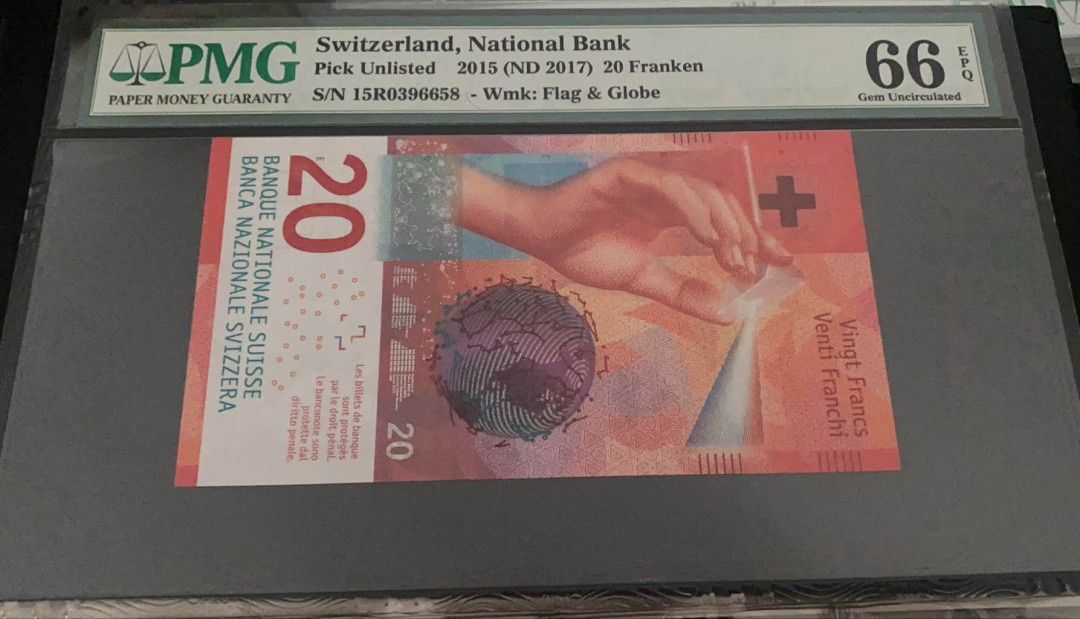 PMG
PAPER MONEY GUARANTY
Switzerland, National Bank
Pick Unlisted 2015 (ND 2017) 20 Franken
S/N 15R0396658 - Wmk: Flag & Globe
66
EPQ
Gem Uncirculated
20
E
BANQUE NATIONALE SUISSE
BANCA NAZIONALE SVIZZERA
Les billets de banque
sont protégés
par le droit pénal.
Le banconote sono
protette dal
diritto penale.
20
Vingt Francs
Venti Franchi